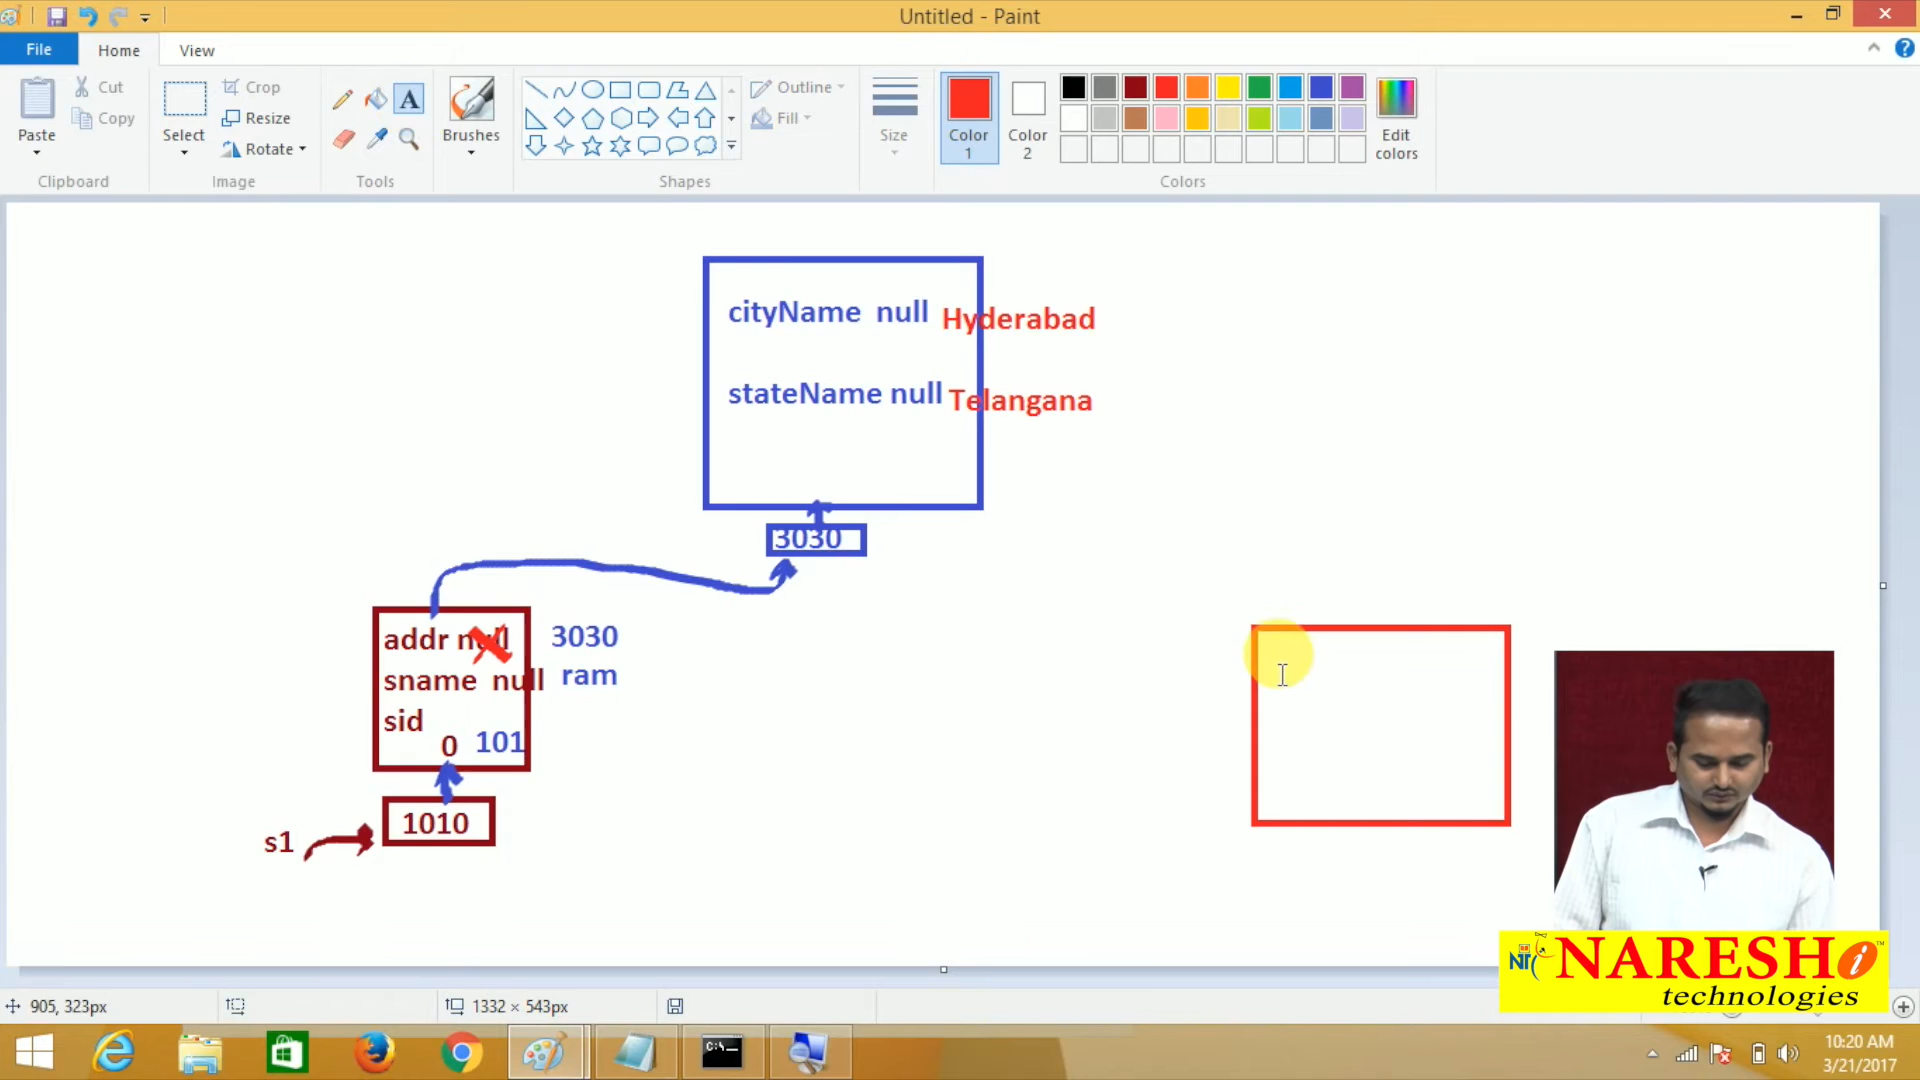 Untitled - Paint
File
Home
View
Cut
Copy
Paste
Clipboard
Crop
Resize
Rotate
Select
Image
A
Tools
Brushes
Shapes
Outline
Fill
Size
Color 1
Color 2
Edit colors
Colors
cityName null Hyderabad
stateName null Telangana
3030
addr null 3030
sname null ram
sid
0 101
s1 1010
NT
NARESH i
technologies
905, 323px
1332 × 543px
C:\
10:20 AM
3/21/2017